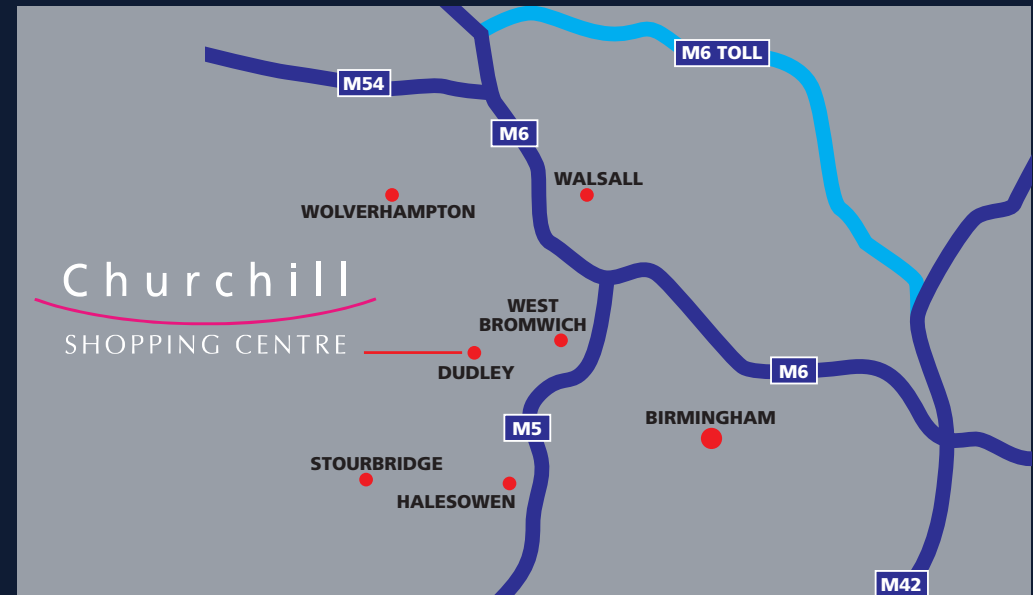 M6 TOLL
M54
M6
WALSALL
WOLVERHAMPTON
Churchill
SHOPPING CENTRE
WEST
BROMWICH
DUDLEY
M6
BIRMINGHAM
M5
STOURBRIDGE
HALESOWEN
M42